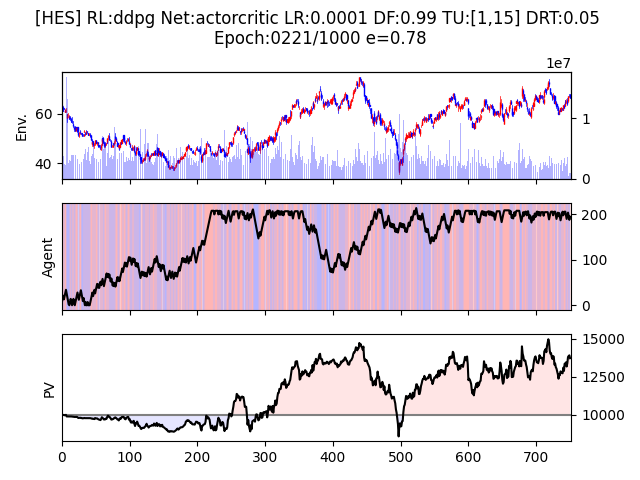 [HES] RL:ddpg Net:actorcritic LR:0.0001 DF:0.99 TU:[1,15] DRT:0.05
Epoch:0221/1000 e=0.78
1e7
Env.
60
40
1
0
Agent
200
100
0
PV
15000
12500
10000
0 100 200 300 400 500 600 700